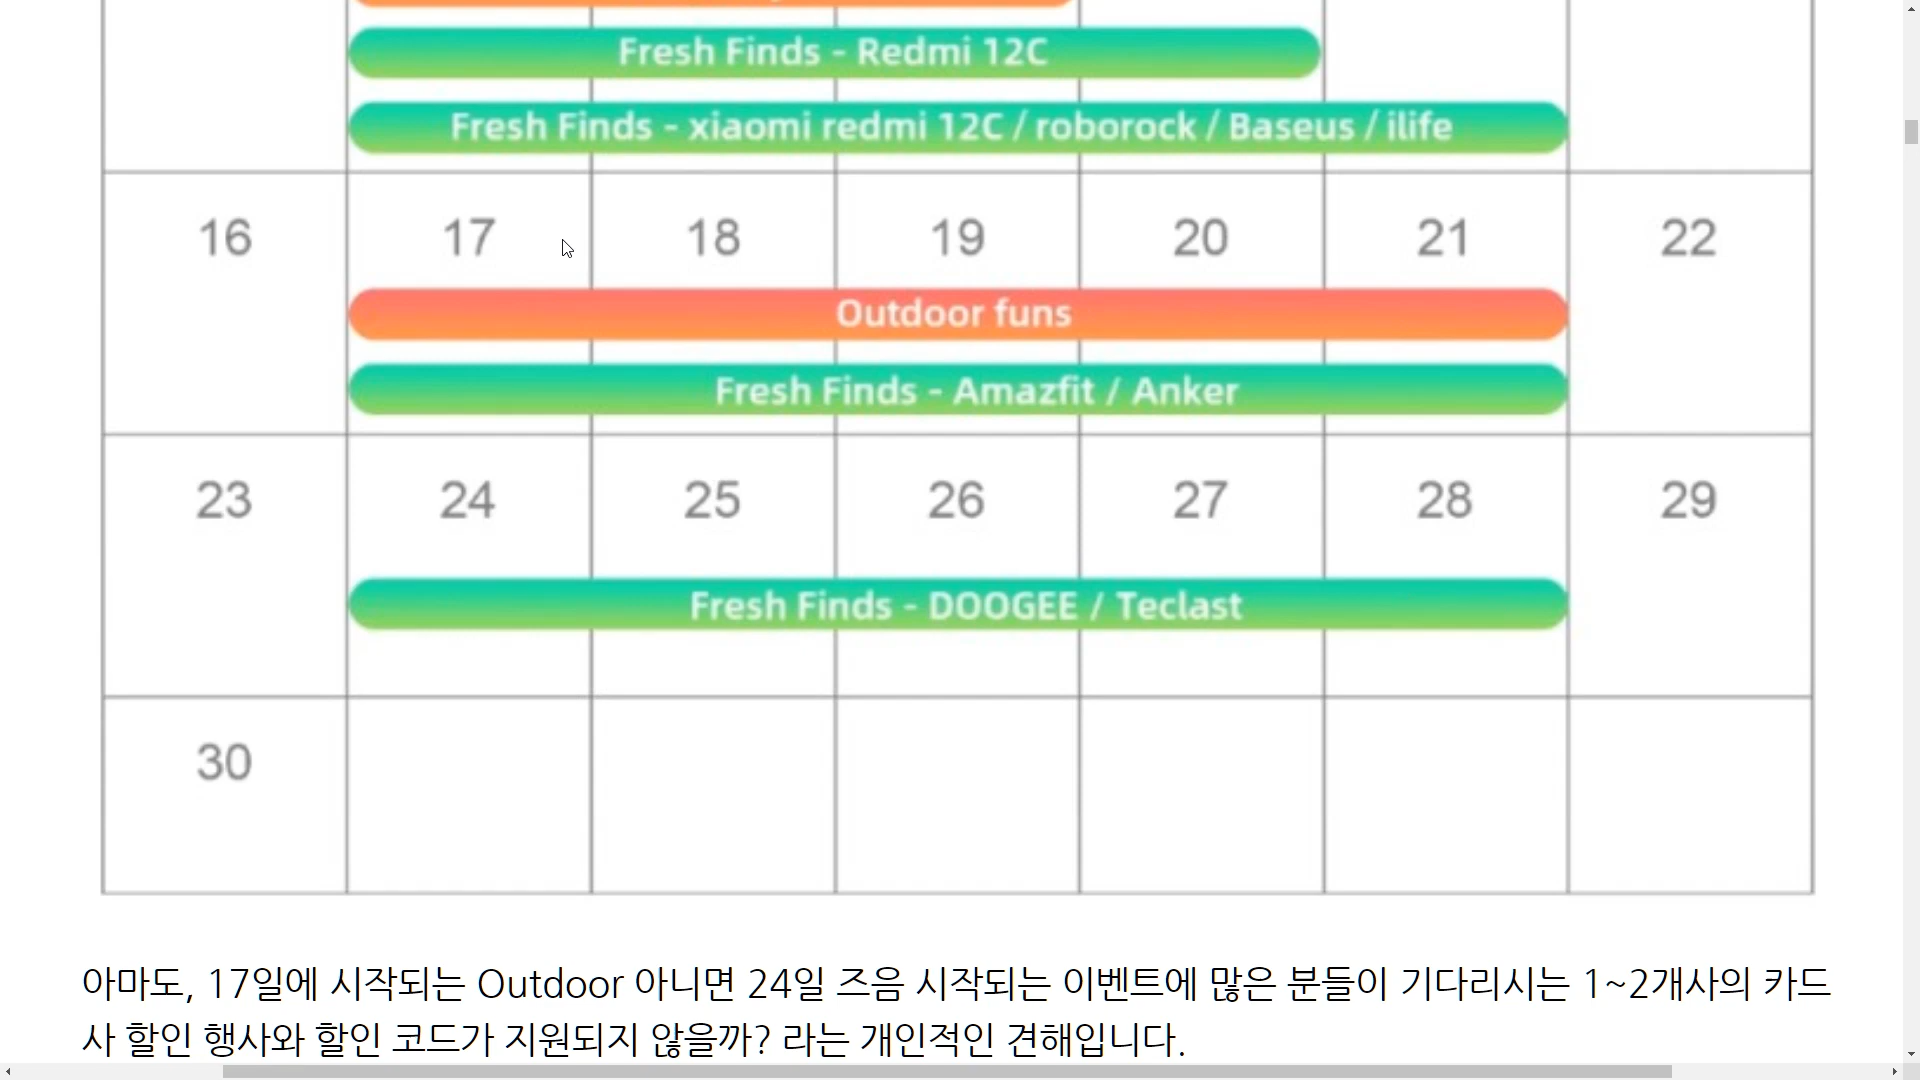 Fresh Finds - Redmi 12C
Fresh Finds - xiaomi redmi 12C / roborock / Baseus / ilife
16 17 18 19 20 21 22
Outdoor funs
Fresh Finds - Amazfit / Anker
23 24 25 26 27 28 29
Fresh Finds - DOOGEE / Teclast
30
아마도, 17일에 시작되는 Outdoor 아니면 24일 즈음 시작되는 이벤트에 많은 분들이 기다리시는 1~2개사의 카드
사 할인 행사와 할인 코드가 지원되지 않을까? 라는 개인적인 견해입니다.